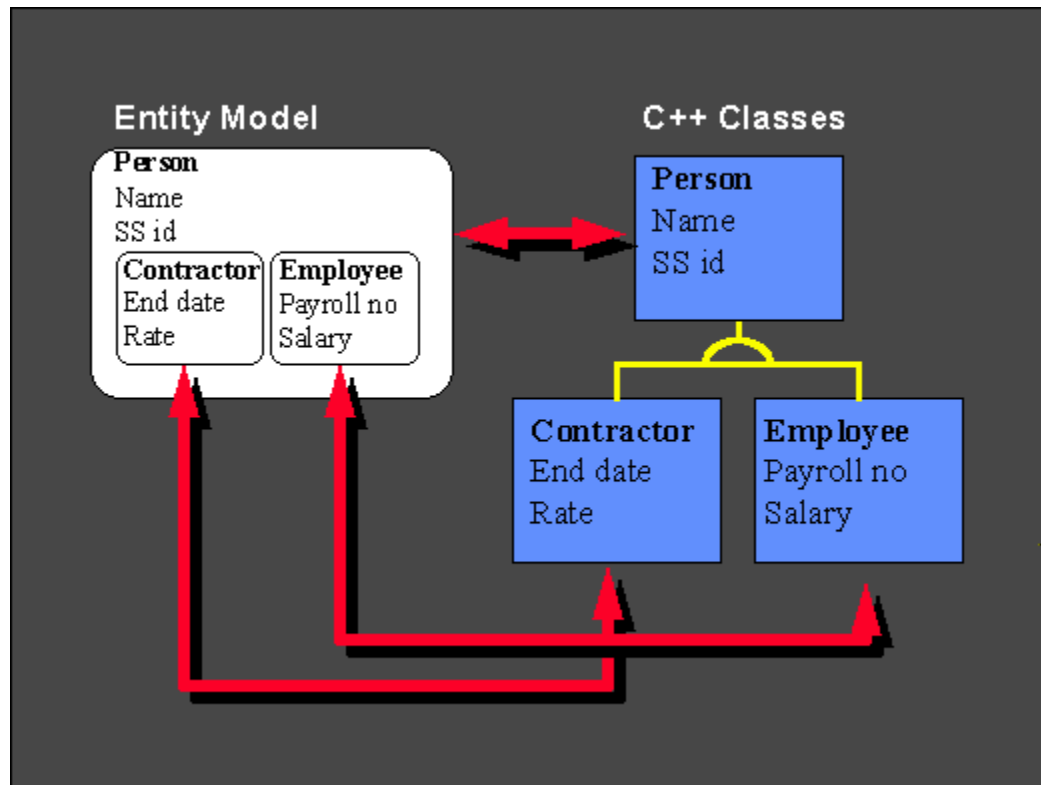 Entity Model
Person
Name
SS id
Contractor
End date
Rate
Employee
Payroll no
Salary
C++ Classes
Person
Name
SS id
Contractor
End date
Rate
Employee
Payroll no
Salary